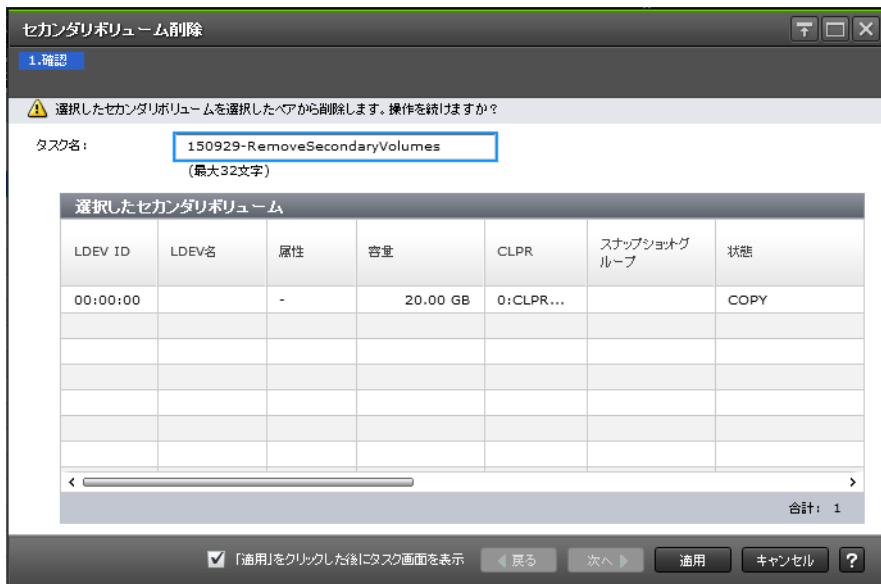 セカンダリボリューム削除
1.確認
選択したセカンダリボリュームを選択したペアから削除します。操作を続けますか？
タスク名：
150929-RemoveSecondaryVolumes
(最大32文字)
選択したセカンダリボリューム
LDEV ID LDEV名 属性 容量 CLPR スナップショットグループ 状態
00:00:00 - 20.00 GB 0:CLPR... COPY
合計： 1
「適用」をクリックした後にタスク画面を表示 戻る 次へ 適用 キャンセル ?